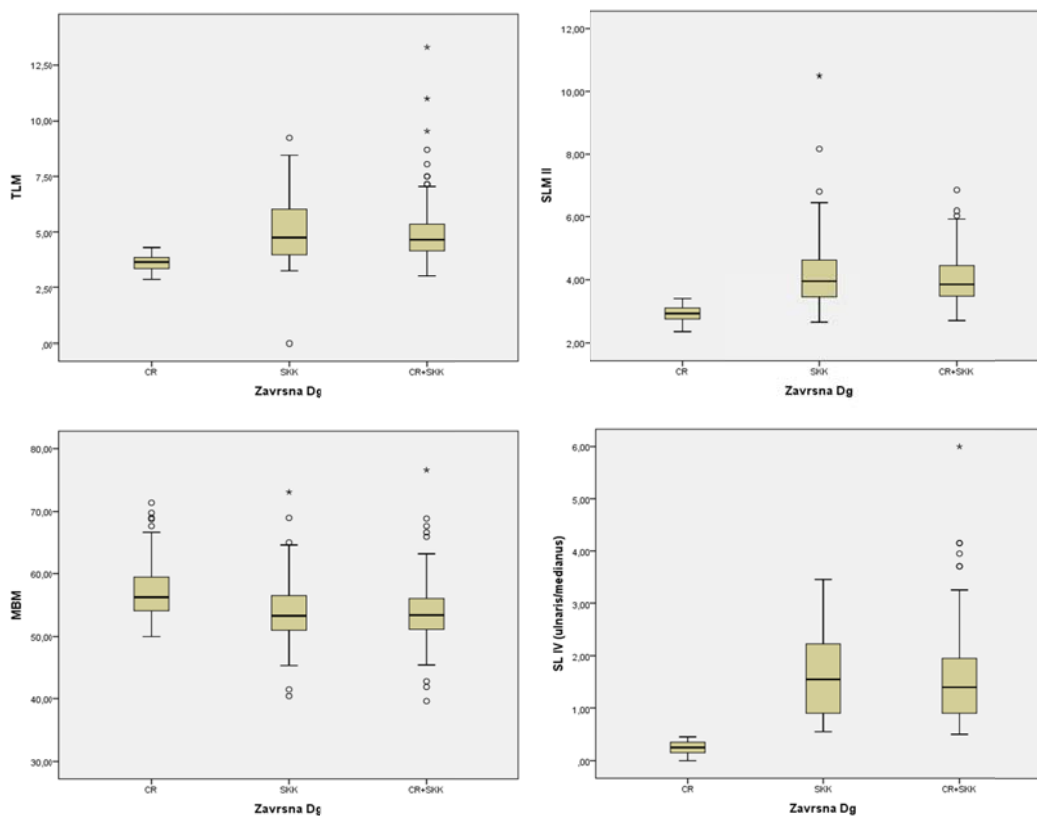 TLM
12,50
10,00
7,50
5,00
2,50
,00
CR SKK CR+SKK
Zavrsna Dg
SLM II
12,00
10,00
8,00
6,00
4,00
2,00
CR SKK CR+SKK
Zavrsna Dg
MBM
80,00
70,00
60,00
50,00
40,00
30,00
CR SKK CR+SKK
Zavrsna Dg
SL IV (ulnaris/medianus)
6,00
5,00
4,00
3,00
2,00
1,00
,00
CR SKK CR+SKK
Zavrsna Dg